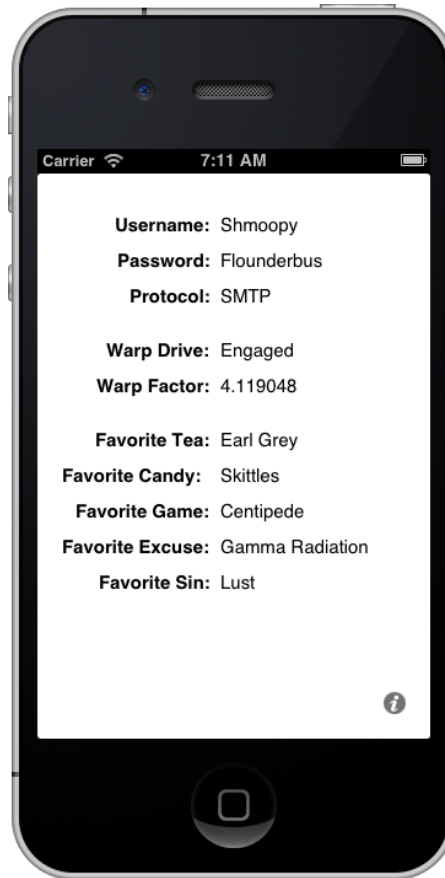 Carrier 7:11 AM
Username: Shmoopy
Password: Flounderbus
Protocol: SMTP
Warp Drive: Engaged
Warp Factor: 4.119048
Favorite Tea: Earl Grey
Favorite Candy: Skittles
Favorite Game: Centipede
Favorite Excuse: Gamma Radiation
Favorite Sin: Lust
i